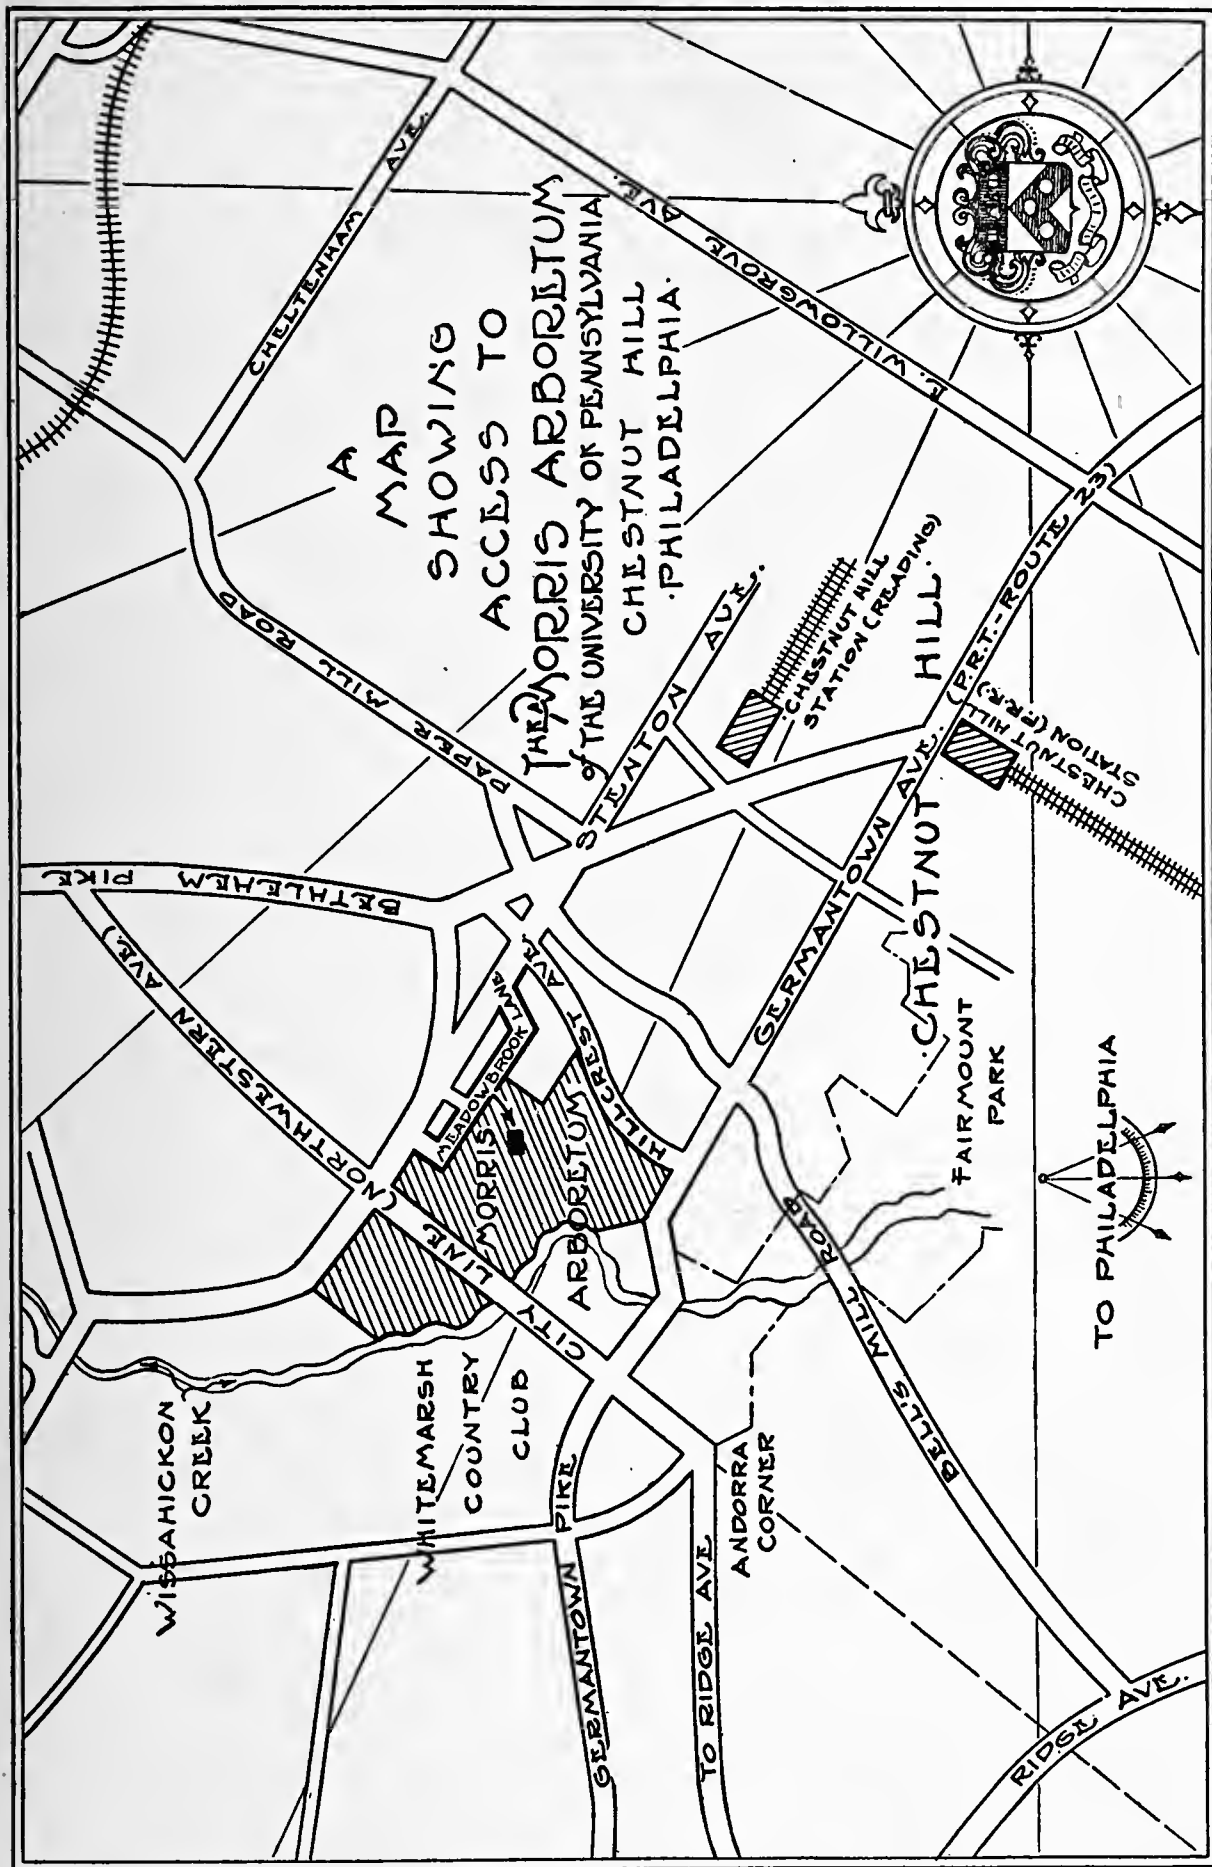 A
MAP
SHOWING
ACCESS TO
THE MORRIS ARBORETUM
of THE UNIVERSITY OF PENNSYLVANIA
CHESTNUT HILL
·PHILADELPHIA·
CHELTENHAM AVE.
E. WILLOWGROVE AVE.
PAPER MILL ROAD
STENTON AVE.
BETHLEHEM PIKE
(NORTHWESTERN AVE.)
CITY LINE
MEADOWBROOK LANE
HILLCREST AVE.
MORRIS
ARBORETUM
·CHESTNUT HILL
STATION (READING)
GERMANTOWN AVE. (P.R.T.-ROUTE 23)
·CHESTNUT HILL·
CHESTNUT HILL
STATION (P.R.R.)
FAIRMOUNT
PARK
WISSAHICKON
CREEK
WHITEMARSH
COUNTRY
CLUB
GERMANTOWN PIKE
TO RIDGE AVE
ANDORRA
CORNER
BELL'S MILL ROAD
RIDGE AVE.
TO PHILADELPHIA